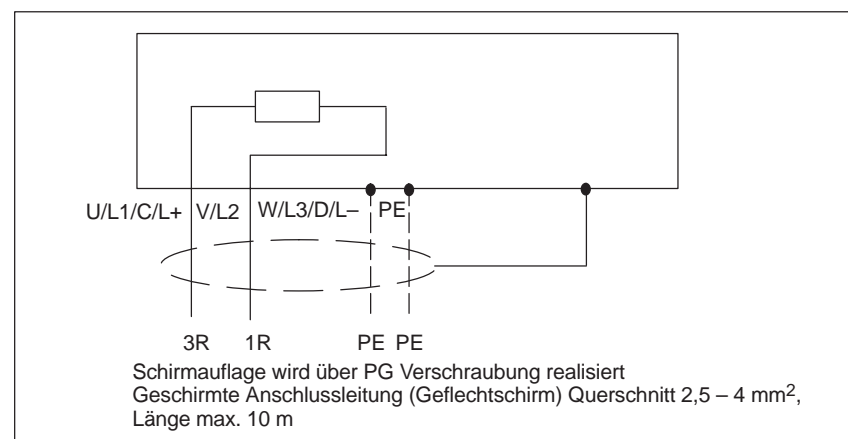 U/L1/C/L+ V/L2 W/L3/D/L– PE
3R 1R PE PE
Schirmauflage wird über PG Verschraubung realisiert
Geschirmte Anschlussleitung (Geflechtschirm) Querschnitt 2,5 – 4 mm²,
Länge max. 10 m